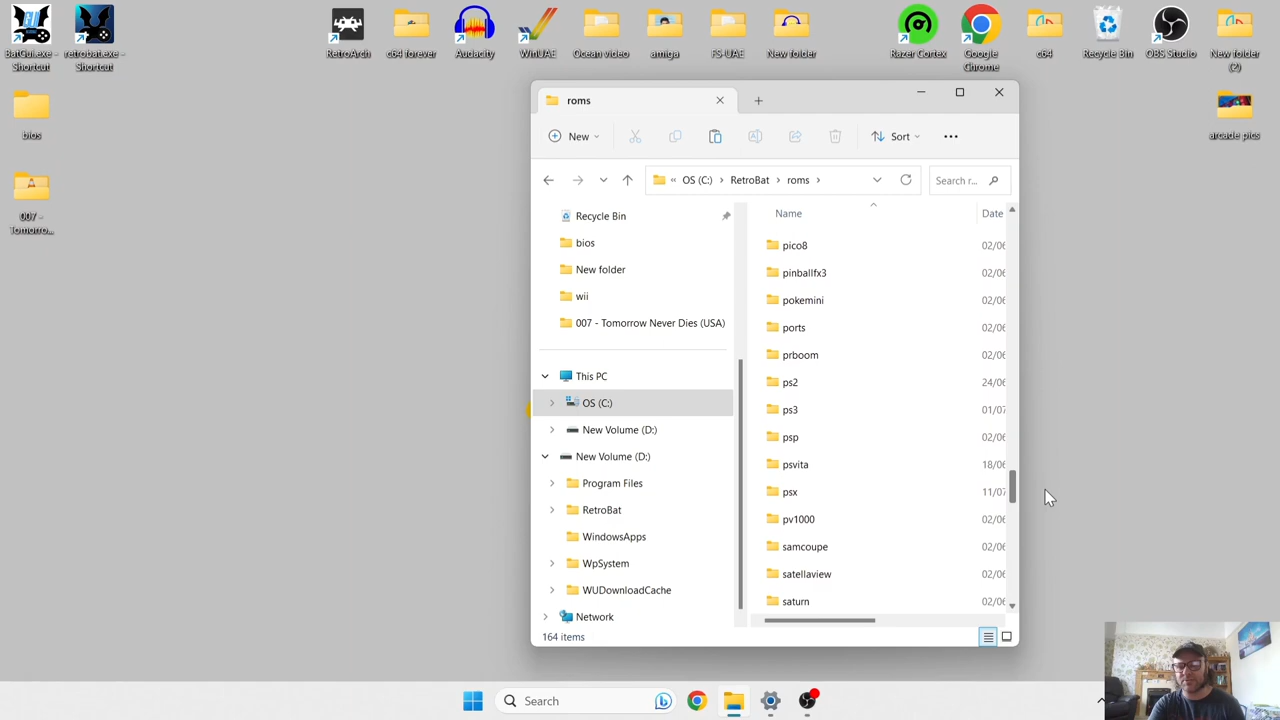 BatGui.exe -
Shortcut
retrobat.exe -
Shortcut
RetroArch
c64 forever
Audacity
WinUAE
Ocean video
amiga
FS-UAE
New folder
Razer Cortex
Google
Chrome
c64
Recycle Bin
OBS Studio
New folder
(2)
bios
007 -
Tomorro...
arcade pics
roms
New
Sort
OS (C:)
RetroBat
roms
Search r...
Recycle Bin
bios
New folder
wii
007 - Tomorrow Never Dies (USA)
This PC
OS (C:)
New Volume (D:)
New Volume (D:)
Program Files
RetroBat
WindowsApps
WpSystem
WUDownloadCache
Network
Name
Date
pico8
02/06
pinballfx3
02/06
pokemini
02/06
ports
02/06
prboom
02/06
ps2
24/06
ps3
01/07
psp
02/06
psvita
18/06
psx
11/07
pv1000
02/06
samcoupe
02/06
satellaview
02/06
saturn
02/06
164 items
Search